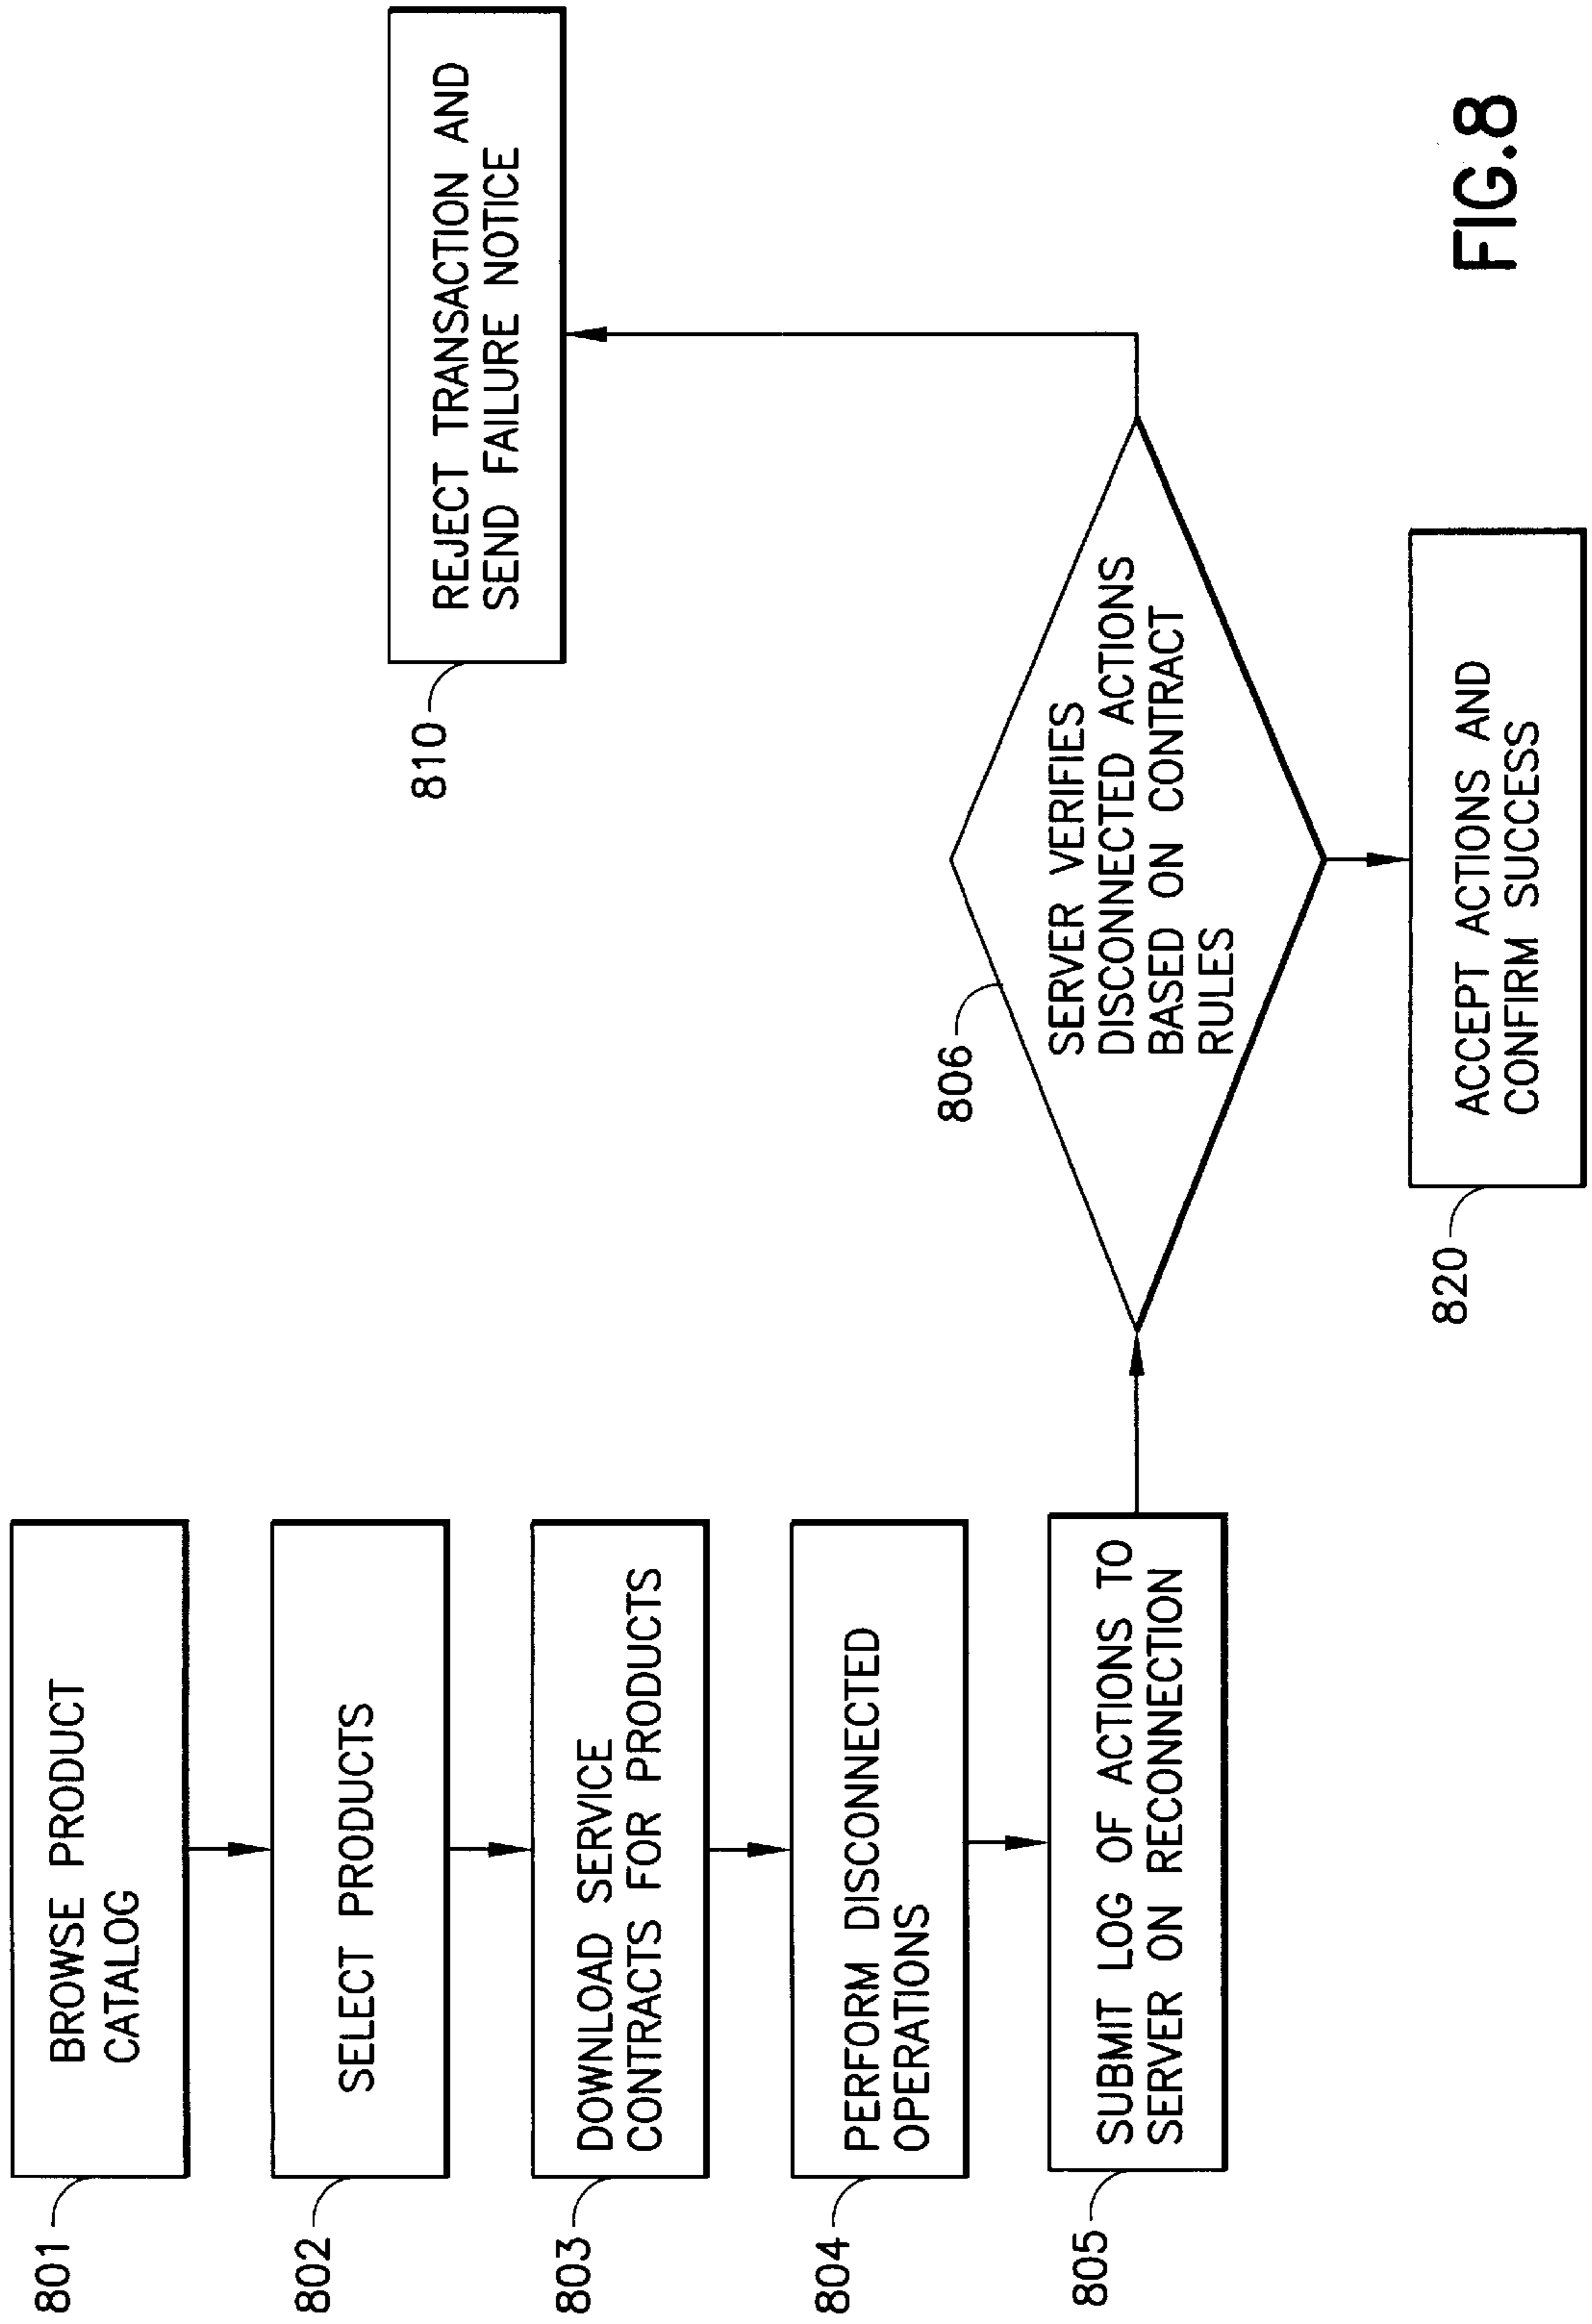 801
BROWSE PRODUCT
CATALOG
802
SELECT PRODUCTS
803
DOWNLOAD SERVICE
CONTRACTS FOR PRODUCTS
804
PERFORM DISCONNECTED
OPERATIONS
805
SUBMIT LOG OF ACTIONS TO
SERVER ON RECONNECTION
806
SERVER VERIFIES
DISCONNECTED ACTIONS
BASED ON CONTRACT
RULES
810
REJECT TRANSACTION AND
SEND FAILURE NOTICE
820
ACCEPT ACTIONS AND
CONFIRM SUCCESS
FIG.8